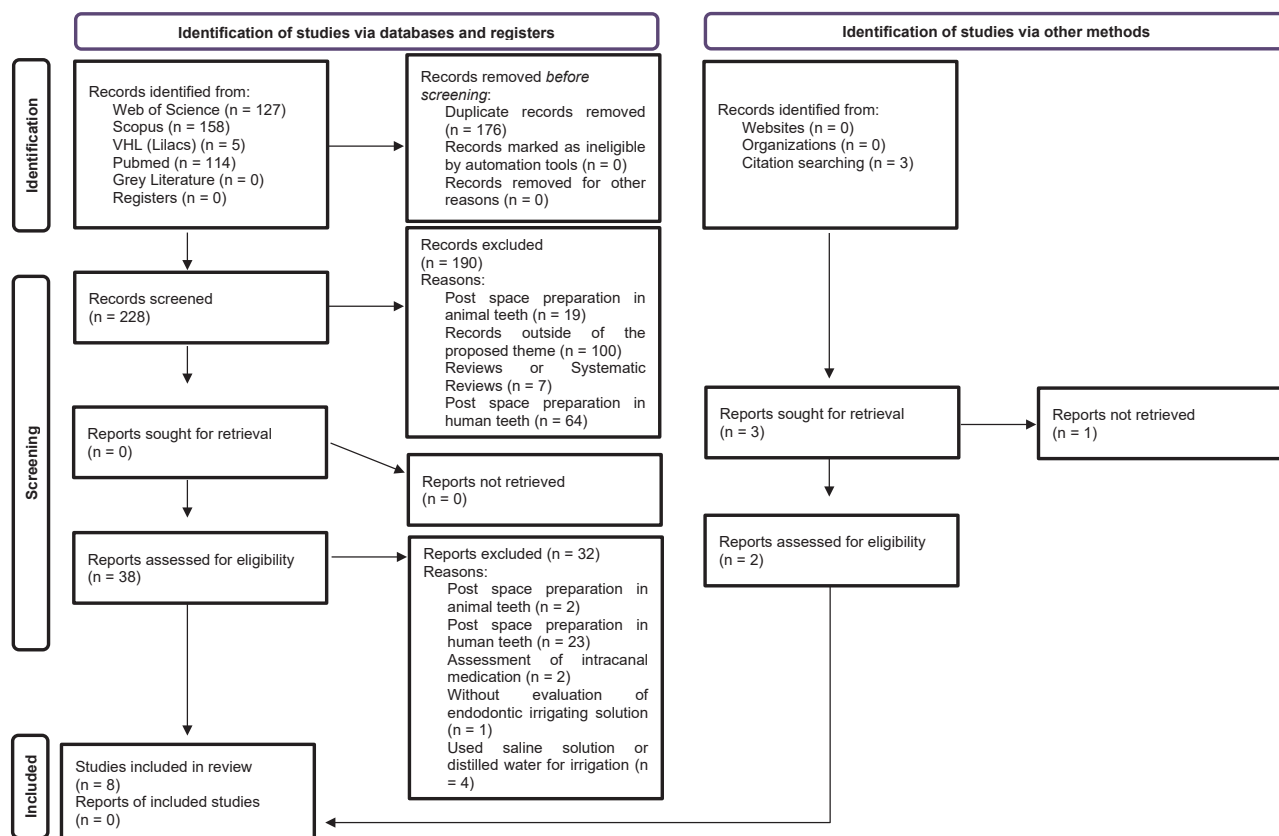 Identification of studies via databases and registers
Identification of studies via other methods
Identification
Records identified from:
Web of Science (n = 127)
Scopus (n = 158)
VHL (Lilacs) (n = 5)
Pubmed (n = 114)
Grey Literature (n = 0)
Registers (n = 0)
Records removed before
screening:
Duplicate records removed
(n = 176)
Records marked as ineligible
by automation tools (n = 0)
Records removed for other
reasons (n = 0)
Records identified from:
Websites (n = 0)
Organizations (n = 0)
Citation searching (n = 3)
Screening
Records screened
(n = 228)
Records excluded
(n = 190)
Reasons:
Post space preparation in
animal teeth (n = 19)
Records outside of the
proposed theme (n = 100)
Reviews or Systematic
Reviews (n = 7)
Post space preparation in
human teeth (n = 64)
Reports sought for retrieval
(n = 0)
Reports not retrieved
(n = 0)
Reports sought for retrieval
(n = 3)
Reports not retrieved
(n = 1)
Reports assessed for eligibility
(n = 38)
Reports excluded (n = 32)
Reasons:
Post space preparation in
animal teeth (n = 2)
Post space preparation in
human teeth (n = 23)
Assessment of intracanal
medication (n = 2)
Without evaluation of
endodontic irrigating solution
(n = 1)
Used saline solution or
distilled water for irrigation (n
= 4)
Reports assessed for eligibility
(n = 2)
Included
Studies included in review
(n = 8)
Reports of included studies
(n = 0)